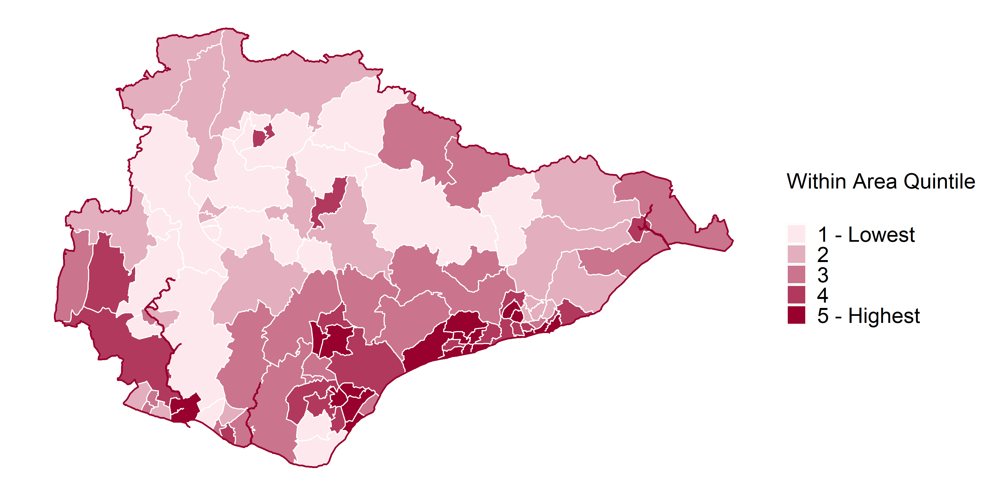 Within Area Quintile
1 - Lowest
2
3
4
5 - Highest